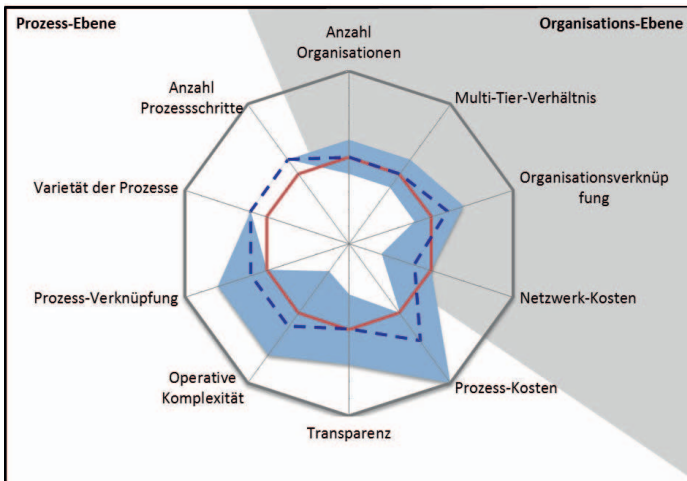 Prozess-Ebene
Organisations-Ebene
Anzahl
Organisationen
Anzahl
Prozessschritte
Multi-Tier-Verhältnis
Varietät der Prozesse
Organisationsverknüp
fung
Prozess-Verknüpfung
Netzwerk-Kosten
Operative
Komplexität
Prozess-Kosten
Transparenz